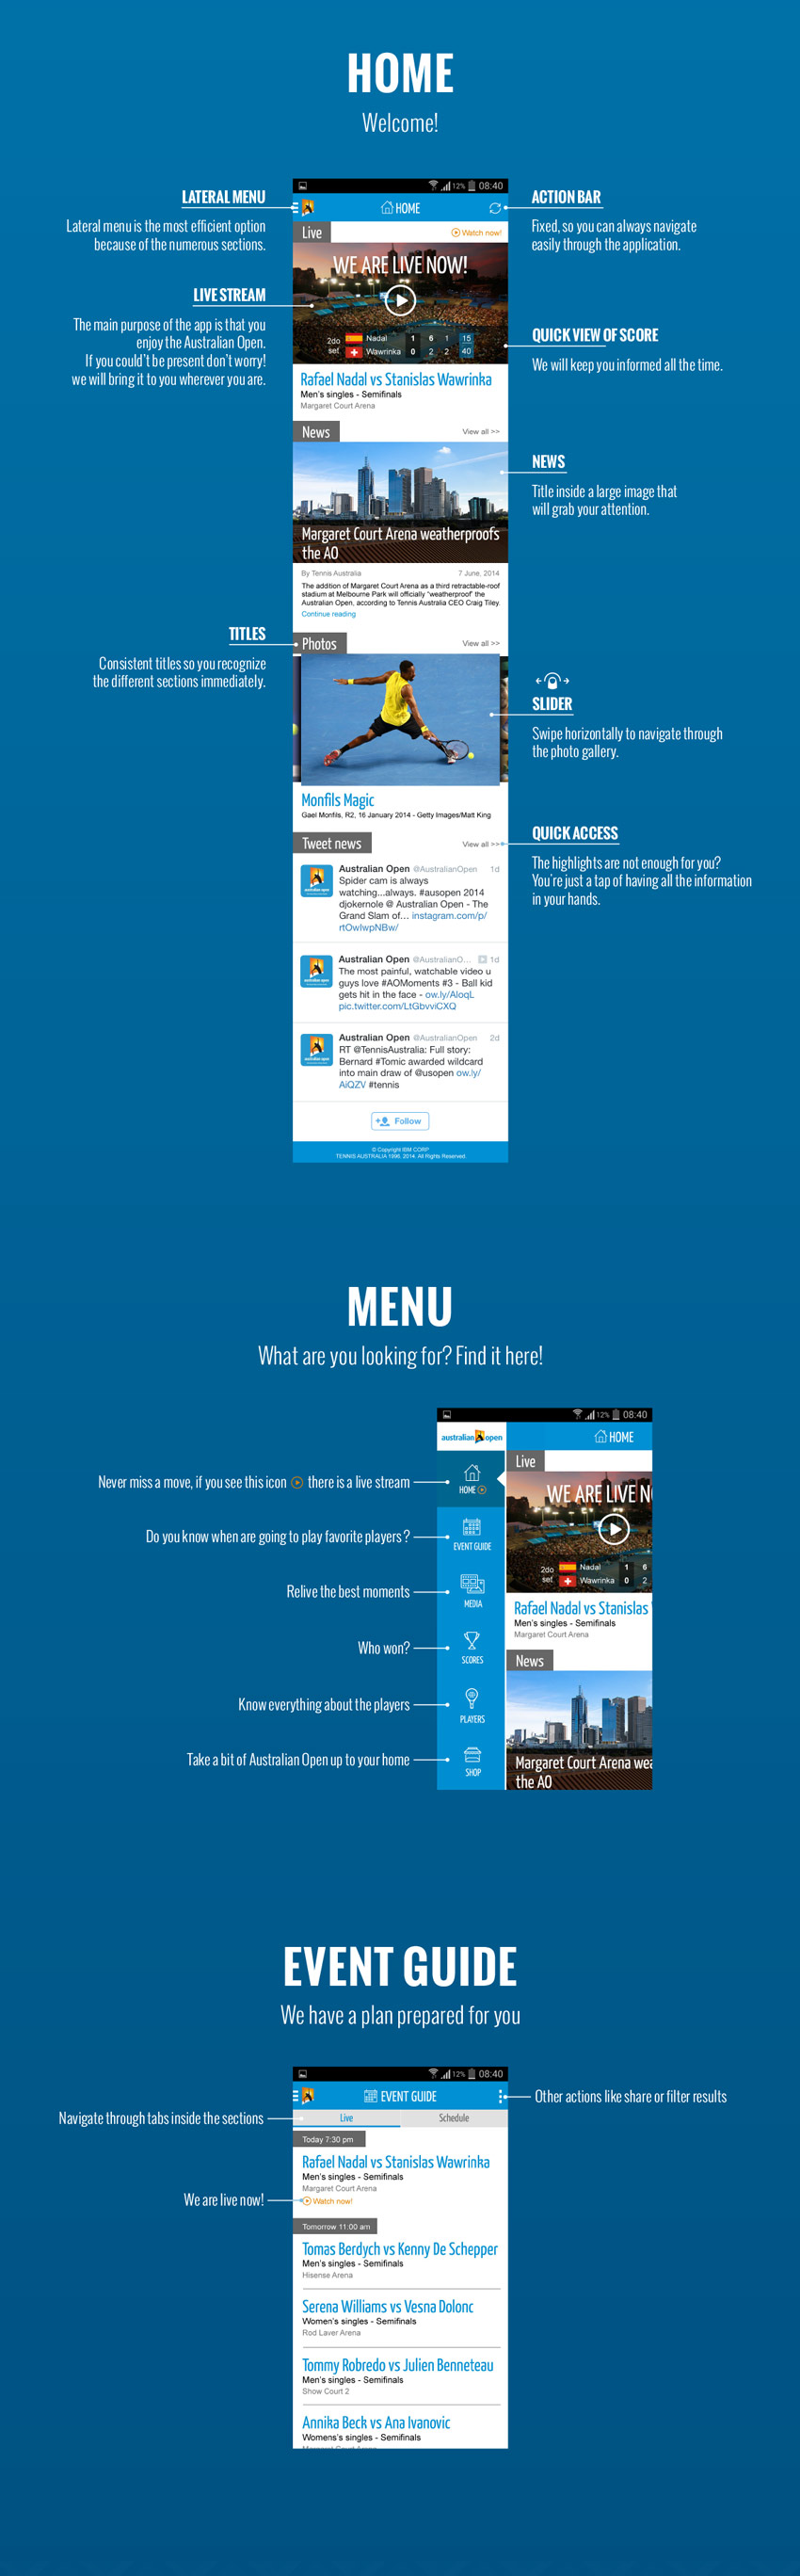 HOME
Welcome!
LATERAL MENU
Lateral menu is the most efficient option
because of the numerous sections.
LIVE STREAM
The main purpose of the app is that you
enjoy the Australian Open.
If you could't be present don't worry!
we will bring it to you wherever you are.
TITLES
Consistent titles so you recognize
the different sections immediately.
12% 08:40
HOME
Live
Watch now!
WE ARE LIVE NOW!
2do set
Nadal 1 6 1 15
Wawrinka 0 2 2 40
Rafael Nadal vs Stanislas Wawrinka
Men's singles - Semifinals
Margaret Court Arena
News
View all >>
Margaret Court Arena weatherproofs
the AO
By Tennis Australia
7 June, 2014
The addition of Margaret Court Arena as a third retractable-roof
stadium at Melbourne Park will officially "weatherproof" the
Australian Open, according to Tennis Australia CEO Craig Tiley.
Continue reading
Photos
View all >>
Monfils Magic
Gael Monfils, R2, 16 January 2014 - Getty Images/Matt King
Tweet news
View all >>
Australian Open @AustralianOpen 1d
Spider cam is always
watching...always. #ausopen 2014
djokernole @ Australian Open - The
Grand Slam of... instagram.com/p/
rtOwIwpNBw/
Australian Open @AustralianO... 1d
The most painful, watchable video u
guys love #AOMoments #3 - Ball kid
gets hit in the face - ow.ly/AloqL
pic.twitter.com/LtGbvviCXQ
Australian Open @AustralianOpen 2d
RT @TennisAustralia: Full story:
Bernard #Tomic awarded wildcard
into main draw of @usopen ow.ly/
AiQZV #tennis
Follow
© Copyright IBM CORP
TENNIS AUSTRALIA 1996, 2014. All Rights Reserved.
ACTION BAR
Fixed, so you can always navigate
easily through the application.
QUICK VIEW OF SCORE
We will keep you informed all the time.
NEWS
Title inside a large image that
will grab your attention.
SLIDER
Swipe horizontally to navigate through
the photo gallery.
QUICK ACCESS
The highlights are not enough for you?
You're just a tap of having all the information
in your hands.
MENU
What are you looking for? Find it here!
Never miss a move, if you see this icon there is a live stream
Do you know when are going to play favorite players?
Relive the best moments
Who won?
Know everything about the players
Take a bit of Australian Open up to your home
12% 08:40
australian open
HOME
EVENT GUIDE
MEDIA
SCORES
PLAYERS
SHOP
HOME
Live
WE ARE LIVE N
2do set
Nadal 1 6
Wawrinka 0 2
Rafael Nadal vs Stanislas
Men's singles - Semifinals
Margaret Court Arena
News
Margaret Court Arena wea
the AO
EVENT GUIDE
We have a plan prepared for you
Navigate through tabs inside the sections
We are live now!
Other actions like share or filter results
12% 08:40
EVENT GUIDE
Live
Schedule
Today 7:30 pm
Rafael Nadal vs Stanislas Wawrinka
Men's singles - Semifinals
Margaret Court Arena
Watch now!
Tomorrow 11:00 am
Tomas Berdych vs Kenny De Schepper
Men's singles - Semifinals
Hisense Arena
Serena Williams vs Vesna Dolonc
Women's singles - Semifinals
Rod Laver Arena
Tommy Robredo vs Julien Benneteau
Men's singles - Semifinals
Show Court 2
Annika Beck vs Ana Ivanovic
Womens's singles - Semifinals